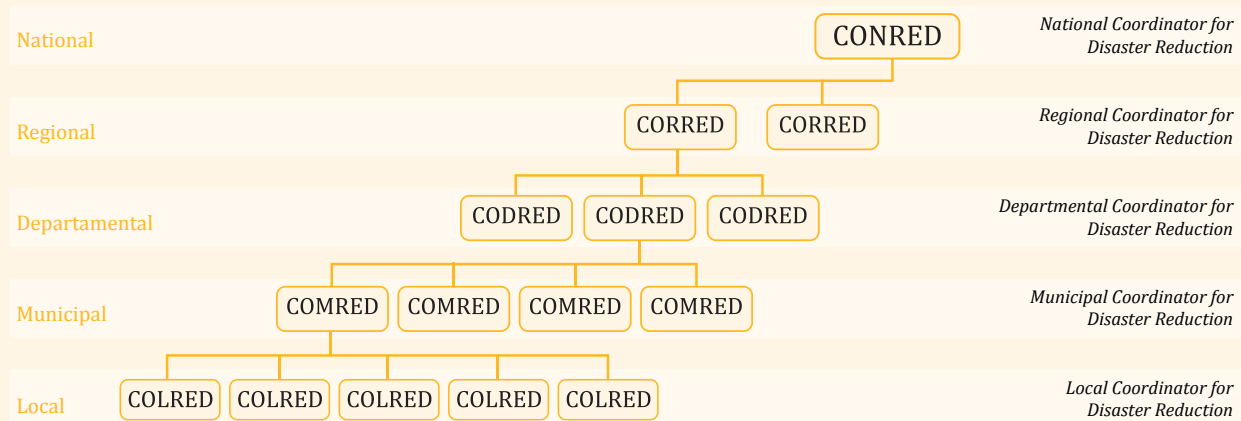 National
CONRED
National Coordinator for
Disaster Reduction
Regional
CORRED
CORRED
Regional Coordinator for
Disaster Reduction
Departamental
CODRED
CODRED
CODRED
Departmental Coordinator for
Disaster Reduction
Municipal
COMRED
COMRED
COMRED
COMRED
Municipal Coordinator for
Disaster Reduction
Local
COLRED
COLRED
COLRED
COLRED
COLRED
Local Coordinator for
Disaster Reduction